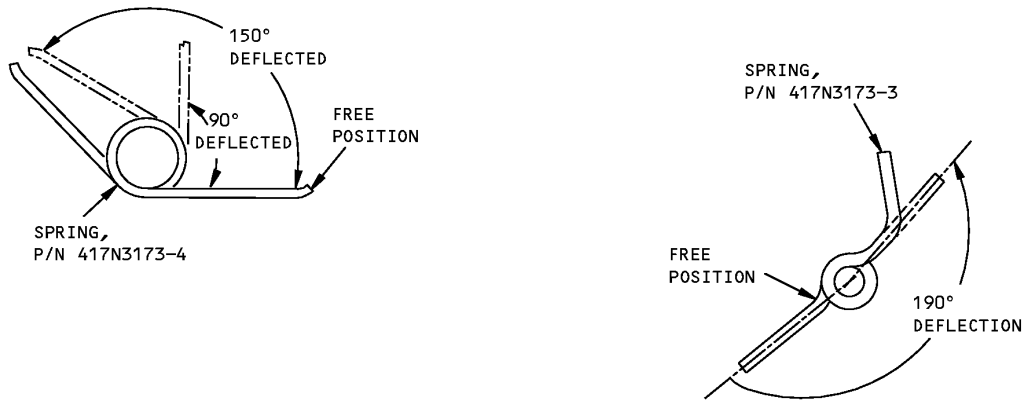 150°
DEFLECTED
90°
DEFLECTED
FREE
POSITION
SPRING,
P/N 417N3173-4
SPRING,
P/N 417N3173-3
FREE
POSITION
190°
DEFLECTION